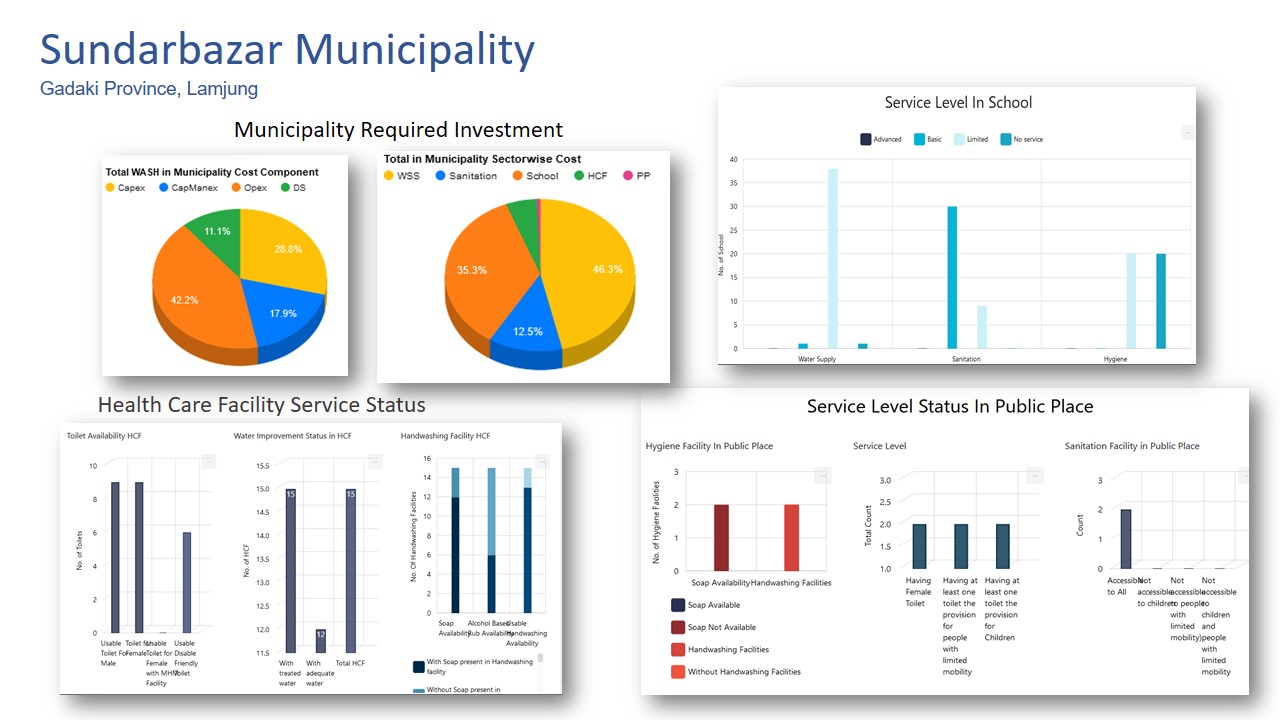 Sundarbazar Municipality
Gadaki Province, Lamjung
Municipality Required Investment
Total WASH in Municipality Cost Component
Capex CapManex Opex DS
11.1%
28.8%
42.2%
17.9%
Total in Municipality Sectorwise Cost
WSS Sanitation School HCF PP
35.3%
46.3%
12.5%
Service Level In School
Advanced Basic Limited No service
...
No. of School
40
35
30
25
20
15
10
5
0
Water Supply Sanitation Hygiene
Health Care Facility Service Status
Toilet Availability HCF
...
No. of Toilets
10
8
6
4
2
0
Usable Toilet For Male
Toilet for Female
Usable Toilet for Female with MHM Facility
Usable Disable Friendly Toilet
Water Improvement Status in HCF
...
No. of HCF
15.5
15.0
14.5
14.0
13.5
13.0
12.5
12.0
11.5
15
12
15
With treated water
With adequate water
Total HCF
Handwashing Facility HCF
...
No. Of Handwashing Facilities
16
14
12
10
8
6
4
2
0
Soap Availability
Alcohol Based Rub Availability
Usable Handwashing Availability
With Soap present in Handwashing
facility
Without Soap present in
Service Level Status In Public Place
Hygiene Facility In Public Place
...
No. of Hygiene Facilities
3
2
1
0
Soap Availability Handwashing Facilities
Soap Available
Soap Not Available
Handwashing Facilities
Without Handwashing Facilities
Service Level
...
Total Count
3.0
2.5
2.0
1.5
1.0
Having Female Toilet
Having at least one toilet the provision for people with limited mobility
Having at least one toilet the provision for Children
Sanitation Facility in Public Place
...
Count
3
2
1
0
Accessible to All
Not accessible to children
Not accessible to people with limited mobility
Not accessible to children and people with limited mobility